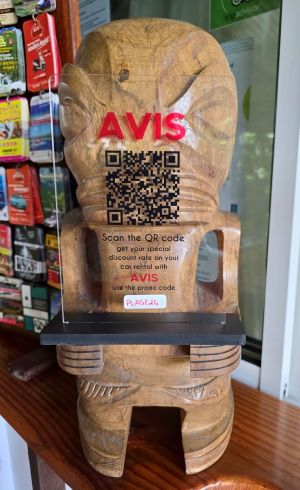 AVIS
Scan the QR code
get your special
discount rate on your
car rental with
AVIS
use the promo code
PLAGE24